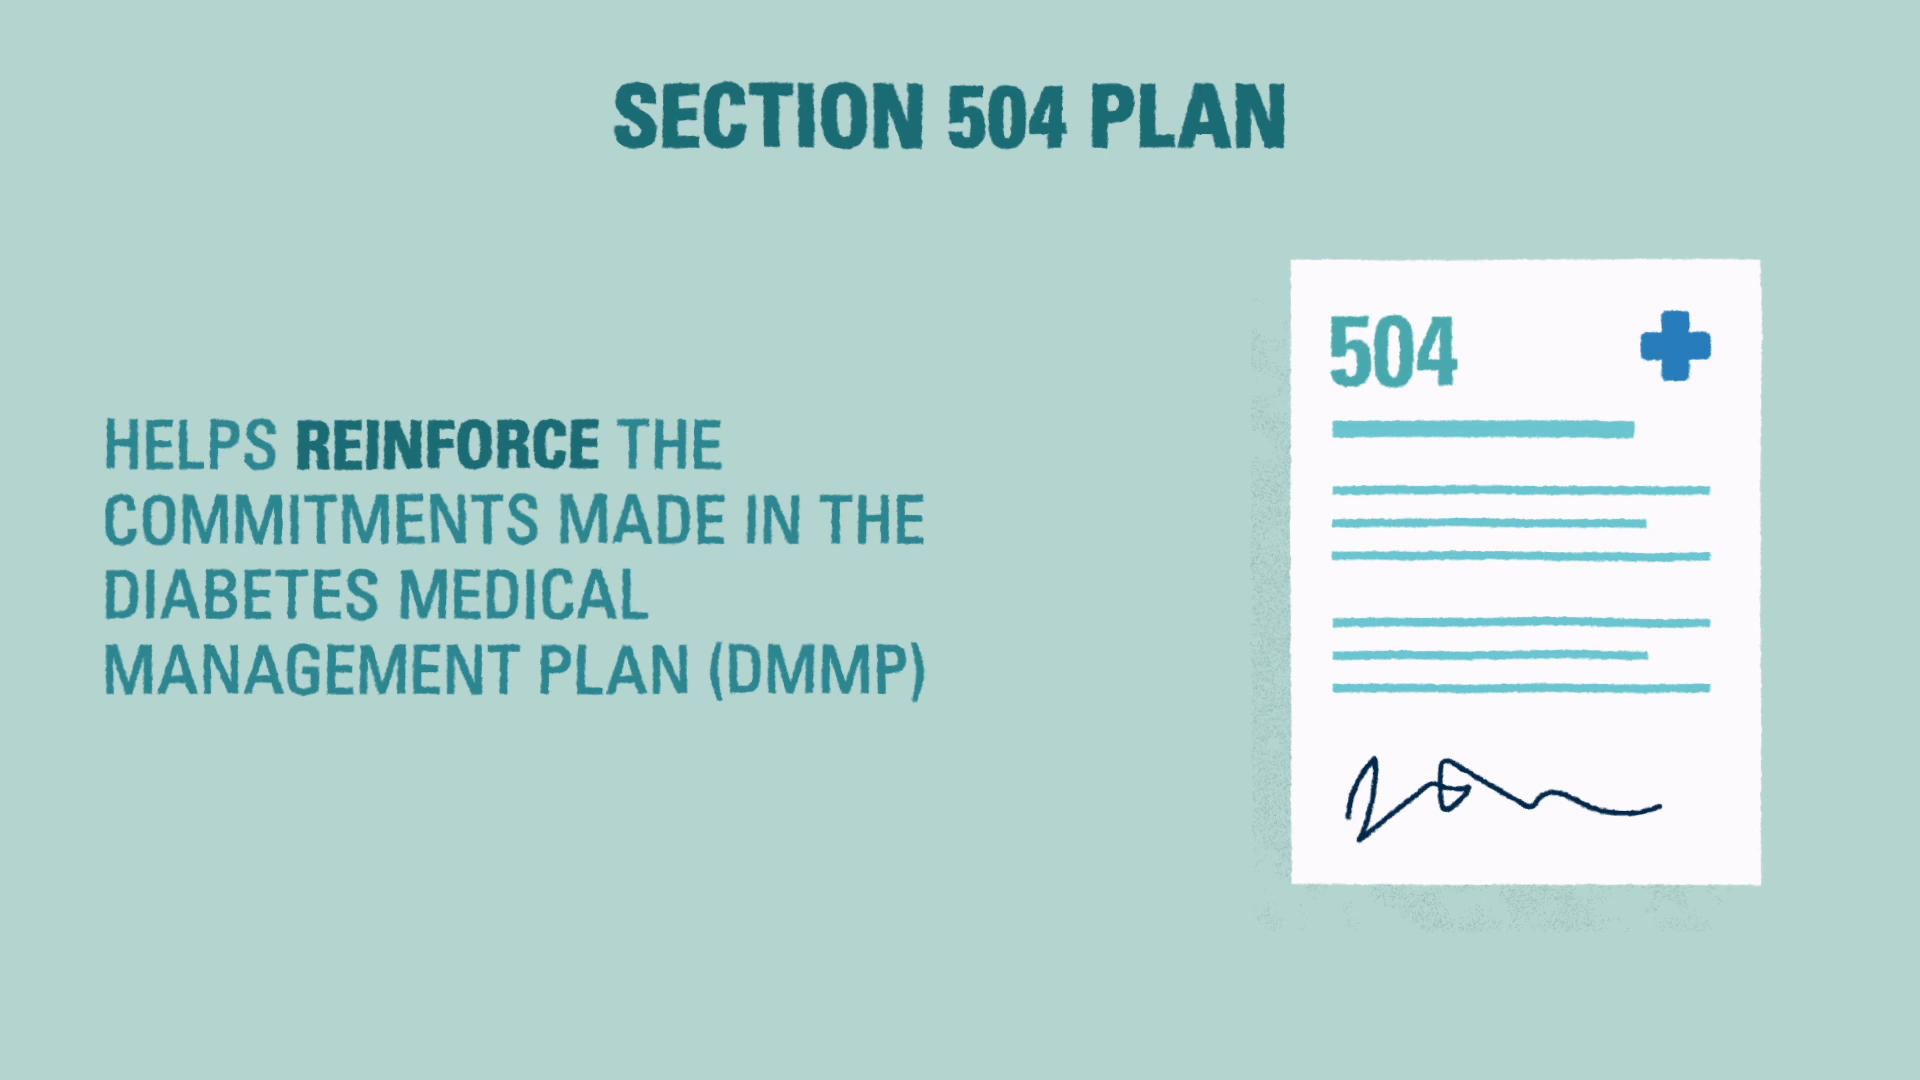 SECTION 504 PLAN
HELPS REINFORCE THE
COMMITMENTS MADE IN THE
DIABETES MEDICAL
MANAGEMENT PLAN (DMMP)
504